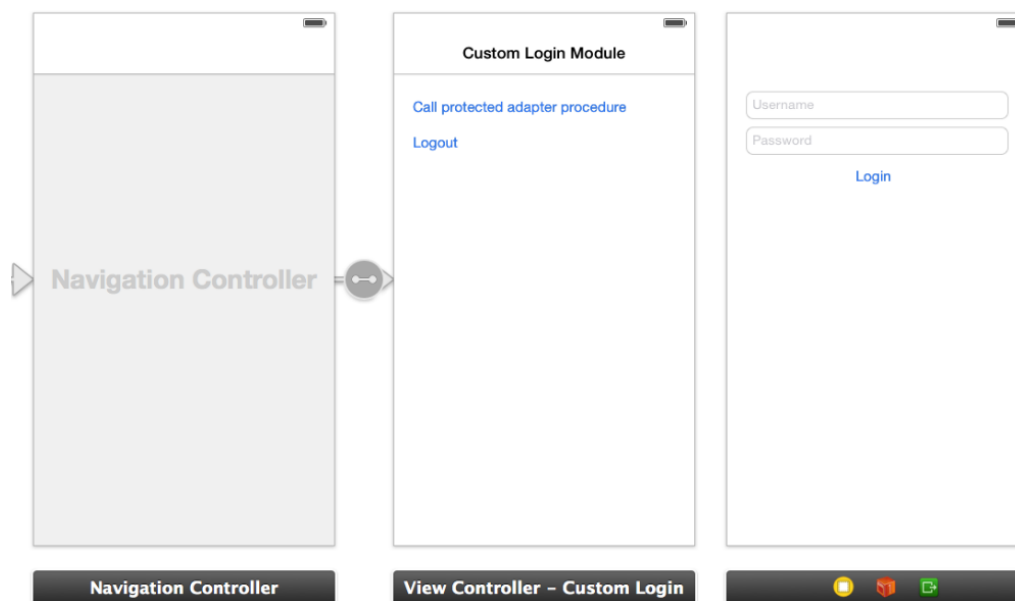 Custom Login Module
Call protected adapter procedure
Logout
Username
Password
Login
Navigation Controller
Navigation Controller
View Controller – Custom Login